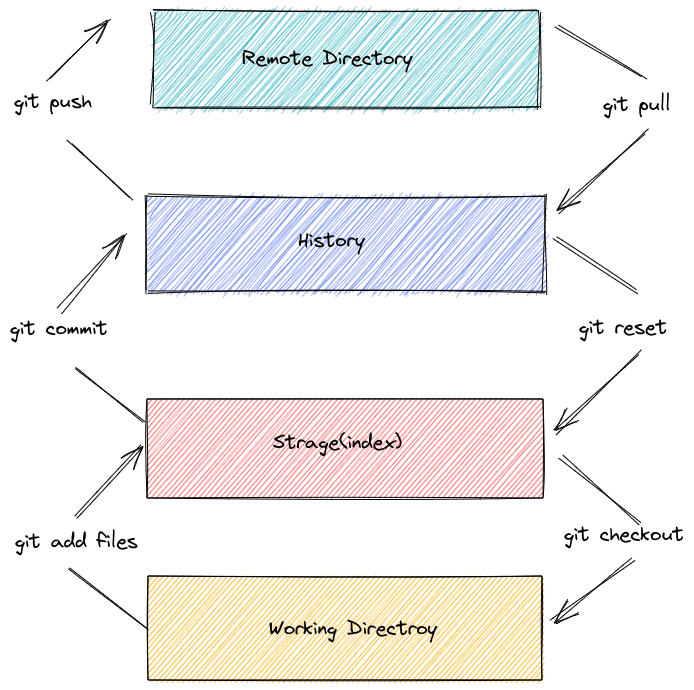 Remote Directory
git push
git pull
History
git commit
git reset
Strage(index)
git add files
git checkout
Working Directroy